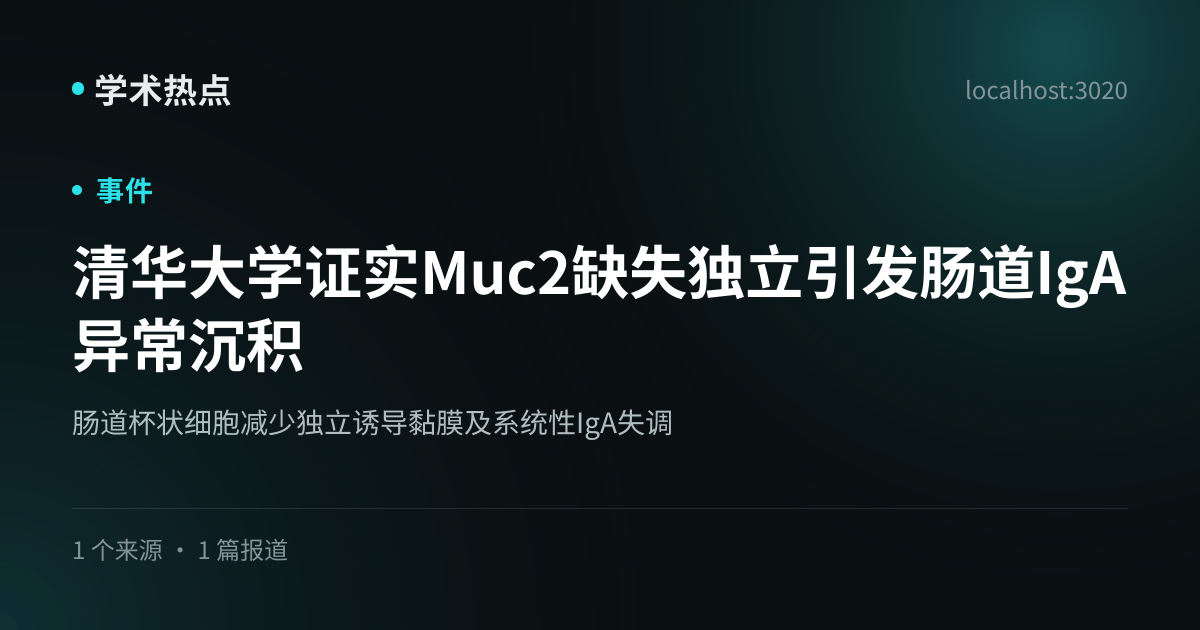 学术热点
localhost:3020
事件
清华大学证实Muc2缺失独立引发肠道IgA
异常沉积
肠道杯状细胞减少独立诱导黏膜及系统性IgA失调
1 个来源 · 1 篇报道